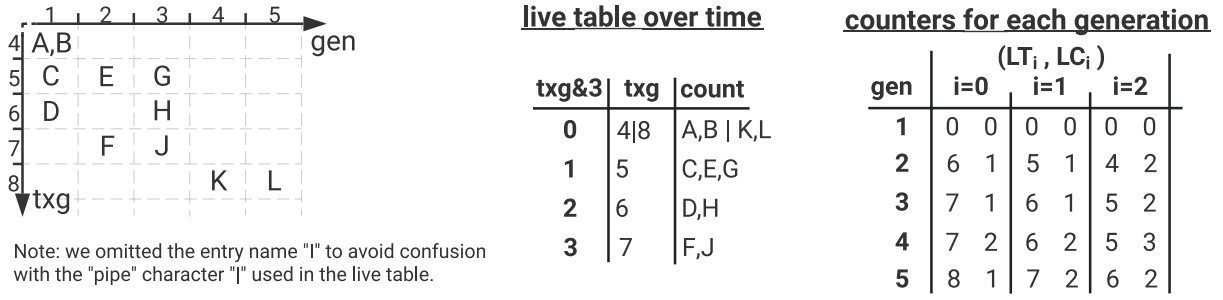 1 2 3 4 5
gen
4 A,B
5 C E G
6 D H
7 F J
8 K L
txg
Note: we omitted the entry name "I" to avoid confusion
with the "pipe" character "|" used in the live table.
live table over time
txg&3 txg count
0 4|8 A,B | K,L
1 5 C,E,G
2 6 D,H
3 7 F,J
counters for each generation
(LTi , LCi )
gen i=0 i=1 i=2
1 0 0 0 0 0 0
2 6 1 5 1 4 2
3 7 1 6 1 5 2
4 7 2 6 2 5 3
5 8 1 7 2 6 2